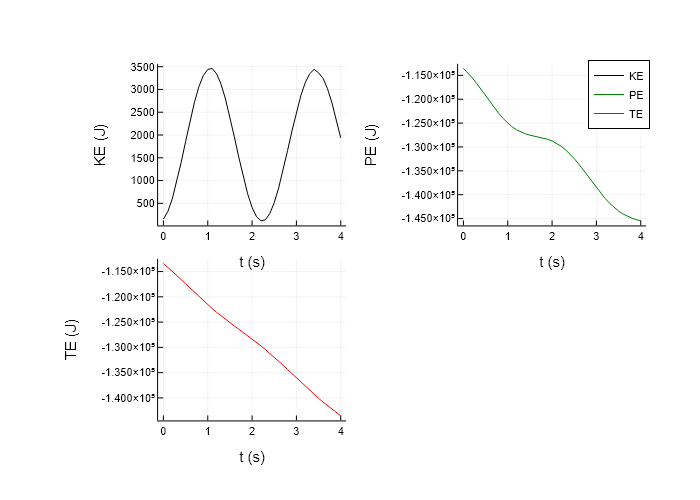 3500
3000
2500
2000
1500
1000
500
KE (J)
0 1 2 3 4
t (s)
-1.150×10⁵
-1.200×10⁵
-1.250×10⁵
-1.300×10⁵
-1.350×10⁵
-1.400×10⁵
-1.450×10⁵
PE (J)
0 1 2 3 4
t (s)
KE
PE
TE
-1.150×10⁵
-1.200×10⁵
-1.250×10⁵
-1.300×10⁵
-1.350×10⁵
-1.400×10⁵
TE (J)
0 1 2 3 4
t (s)